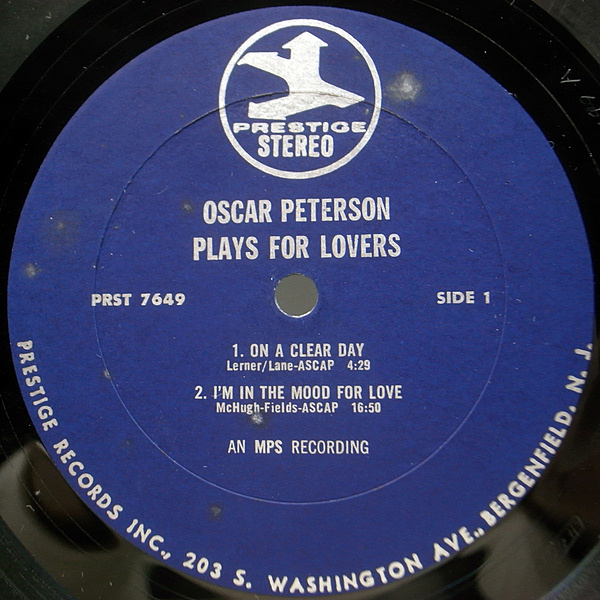 PRESTIGE
STEREO
OSCAR PETERSON
PLAYS FOR LOVERS
PRST 7649
SIDE 1
1. ON A CLEAR DAY
Lerner/Lane-ASCAP 4:29
2. I'M IN THE MOOD FOR LOVE
McHugh-Fields-ASCAP 16:50
AN MPS RECORDING
PRESTIGE RECORDS INC., 203 S. WASHINGTON AVE., BERGENFIELD, N. J.